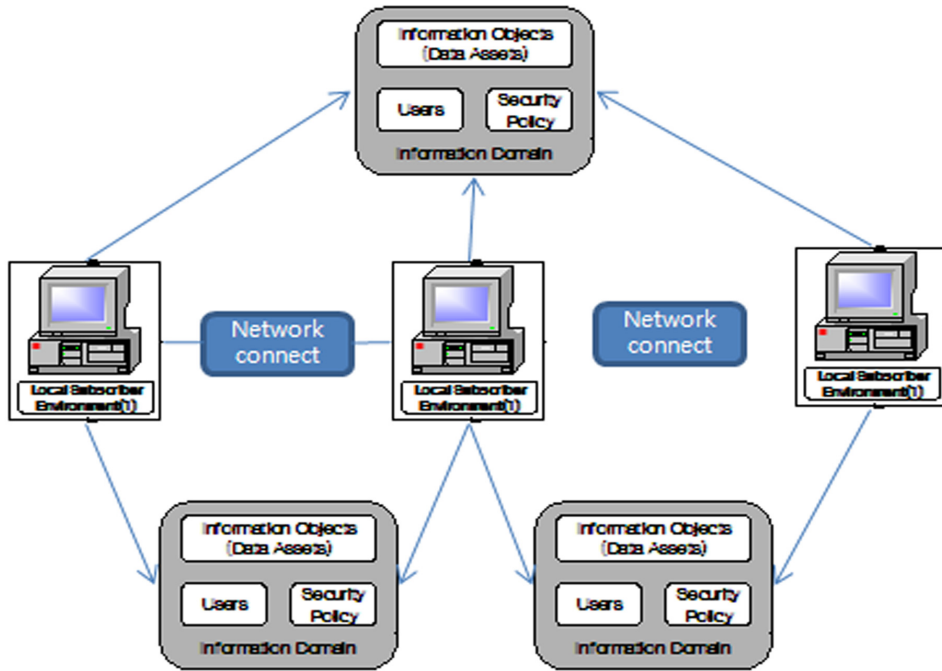 Information Objects
(Data Assets)
Users
Security
Policy
Information Domain
Network
connect
Network
connect
Local Subscriber
Environment(1)
Local Subscriber
Environment(1)
Local Subscriber
Environment(1)
Information Objects
(Data Assets)
Users
Security
Policy
Information Domain
Information Objects
(Data Assets)
Users
Security
Policy
Information Domain